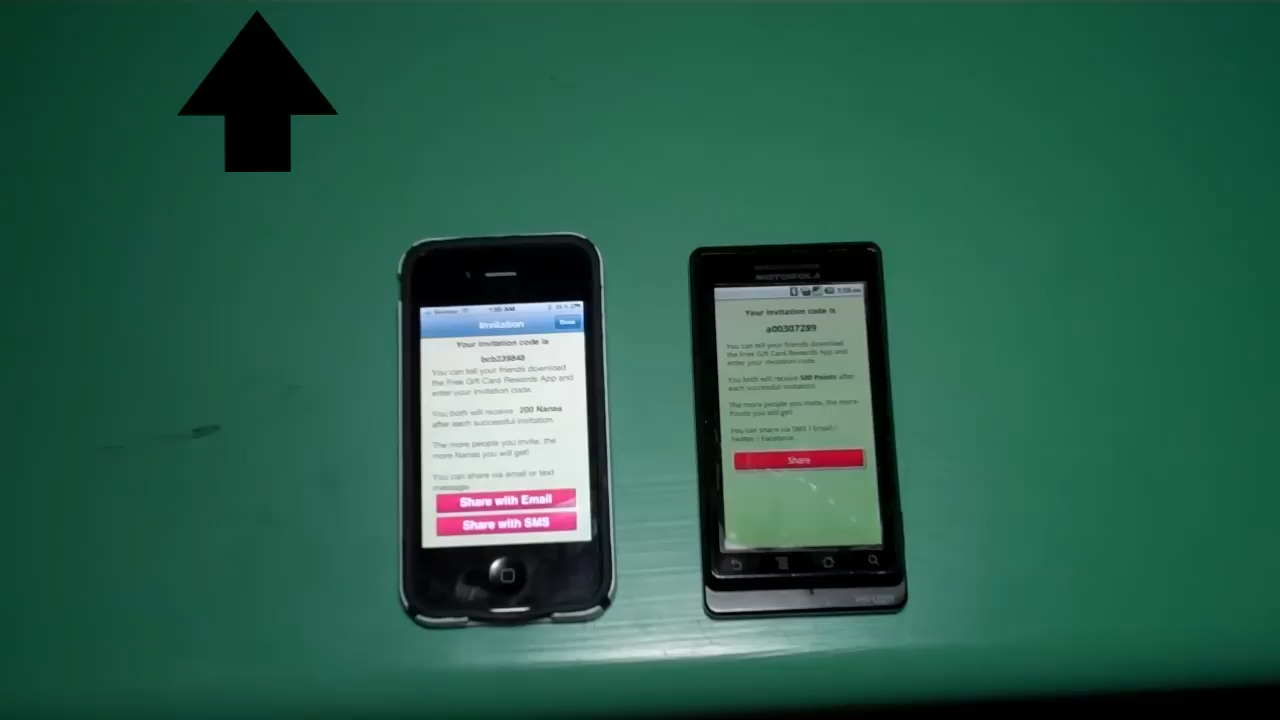 Invitation
Done
Your invitation code is
bcb239840
You can tell your friends download
the Free Gift Card Rewards App and
enter your invitation code.
You both will receive 200 Nanas
after each successful invitation.
The more people you invite, the
more Nanas you will get!
You can share via email or text
message
Share with Email
Share with SMS
MOTOROLA
Your invitation code is
a00307289
You can tell your friends download
the Free Gift Card Rewards App and
enter your invitation code.
You both will receive 500 Points after
each successful invitation.
The more people you invite, the more
Points you will get!
You can share via SMS / Email /
Twitter / Facebook.
Share